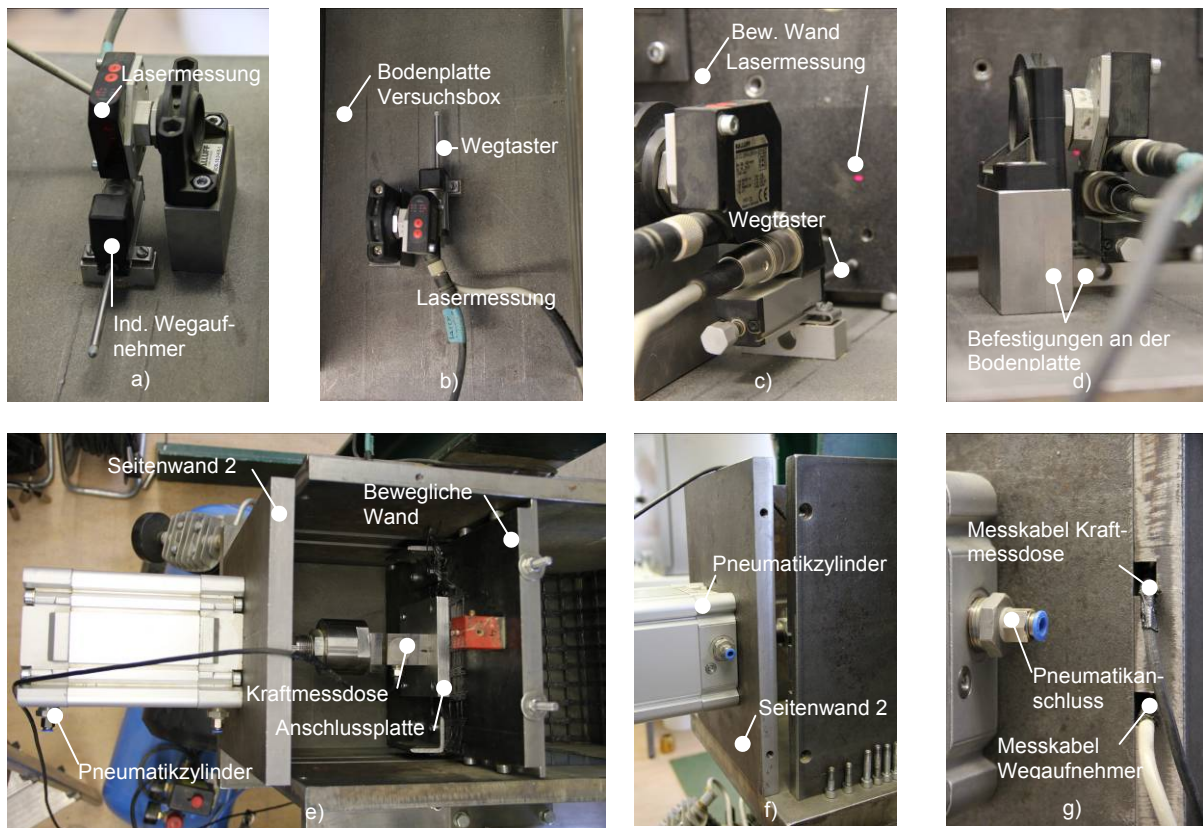 Lasermessung
Ind. Wegauf-
nehmer
a)
Bodenplatte
Versuchsbox
Wegtaster
Lasermessung
b)
Bew. Wand
Lasermessung
Wegtaster
c)
Befestigungen an der
Bodenplatte
d)
Seitenwand 2
Bewegliche
Wand
Kraftmessdose
Anschlussplatte
Pneumatikzylinder
e)
Pneumatikzylinder
Seitenwand 2
f)
Messkabel Kraft-
messdose
Pneumatikan-
schluss
Messkabel
Wegaufnehmer
g)